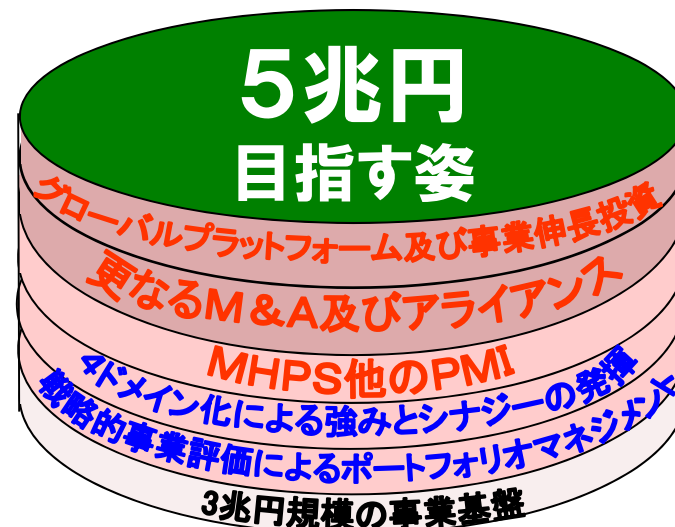 5兆円
目指す姿
グローバルプラットフォーム及び事業伸長投資
更なるM&A及びアライアンス
MHPS他のPMI
4ドメイン化による強みとシナジーの発揮
戦略的事業評価によるポートフォリオマネジメント
3兆円規模の事業基盤